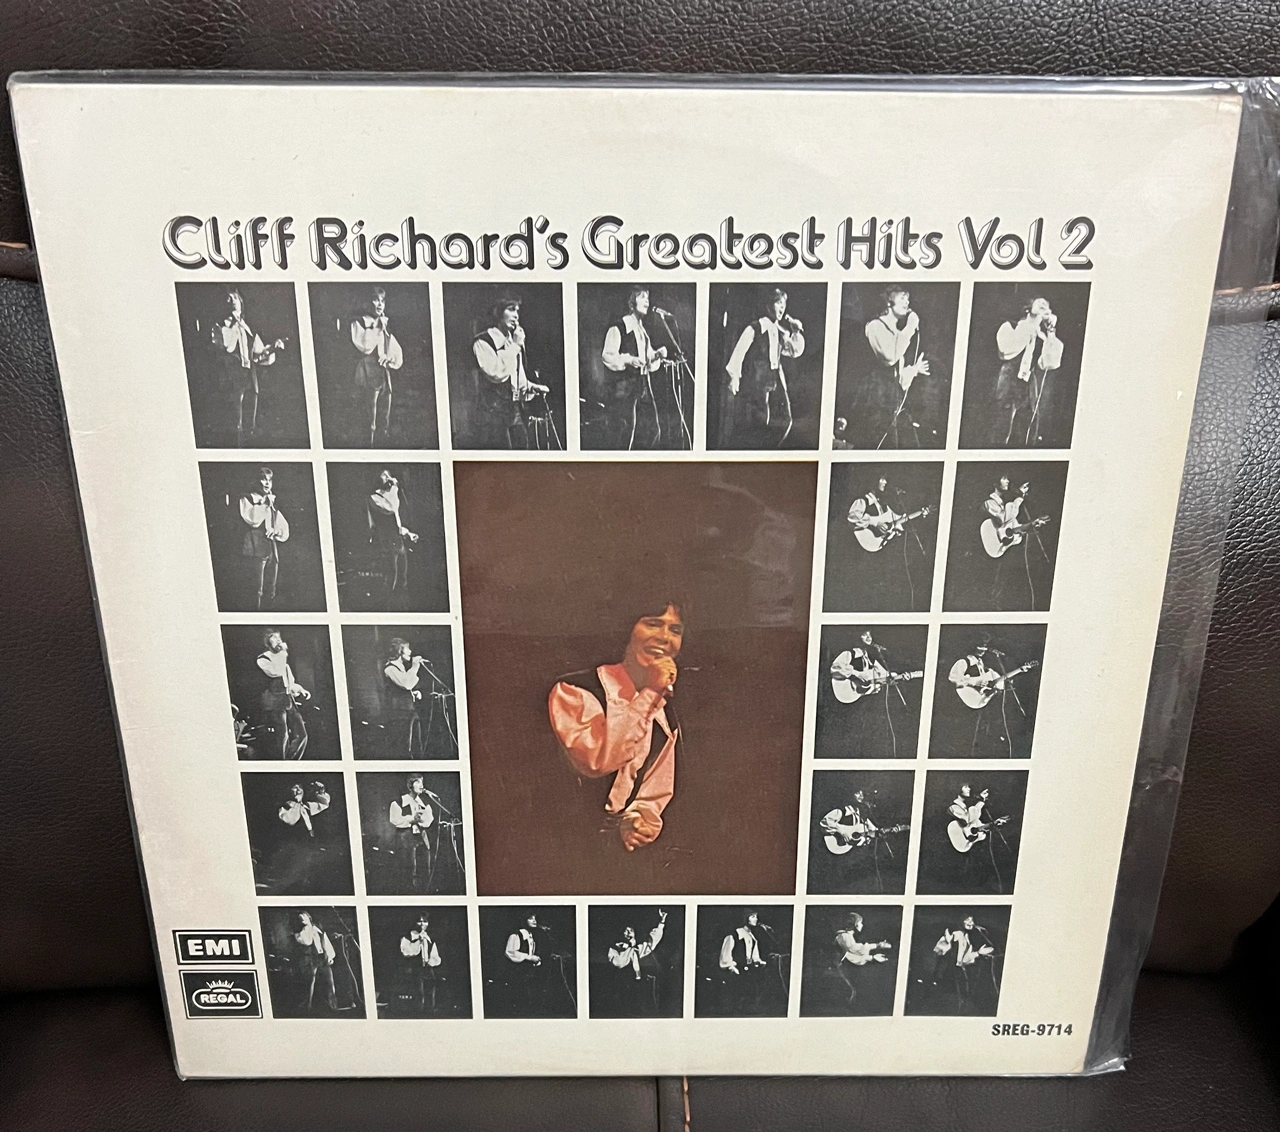 Cliff Richard's Greatest Hits Vol 2
EMI
REGAL
SREG-9714